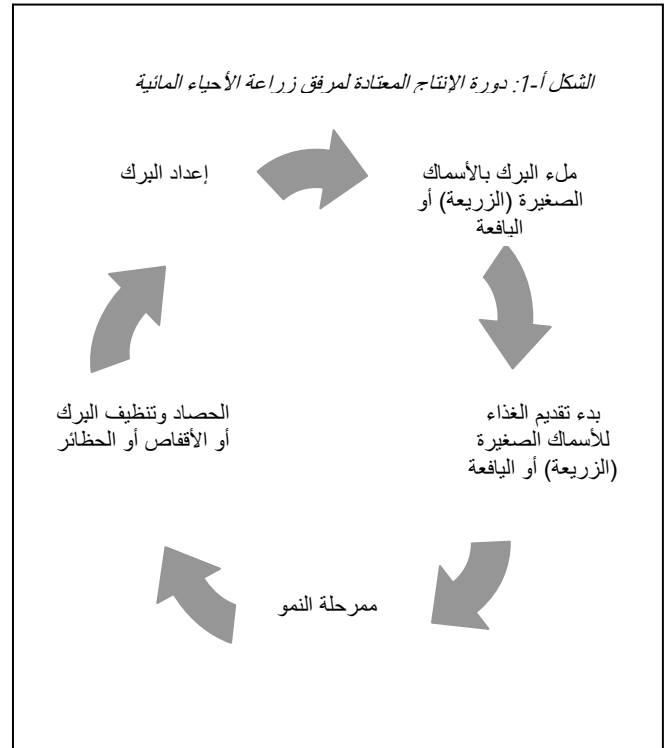 الشكل أ-1: دورة الإنتاج المعتادة لمرفق زراعة الأحياء المائية
إعداد البرك
ملء البرك بالأسماك
الصغيرة (الزريعة) أو
اليافعة
بدء تقديم الغذاء
للأسماك الصغيرة
(الزريعة) أو اليافعة
ممرحلة النمو
الحصاد وتنظيف البرك
أو الأقفاص أو الحظائر